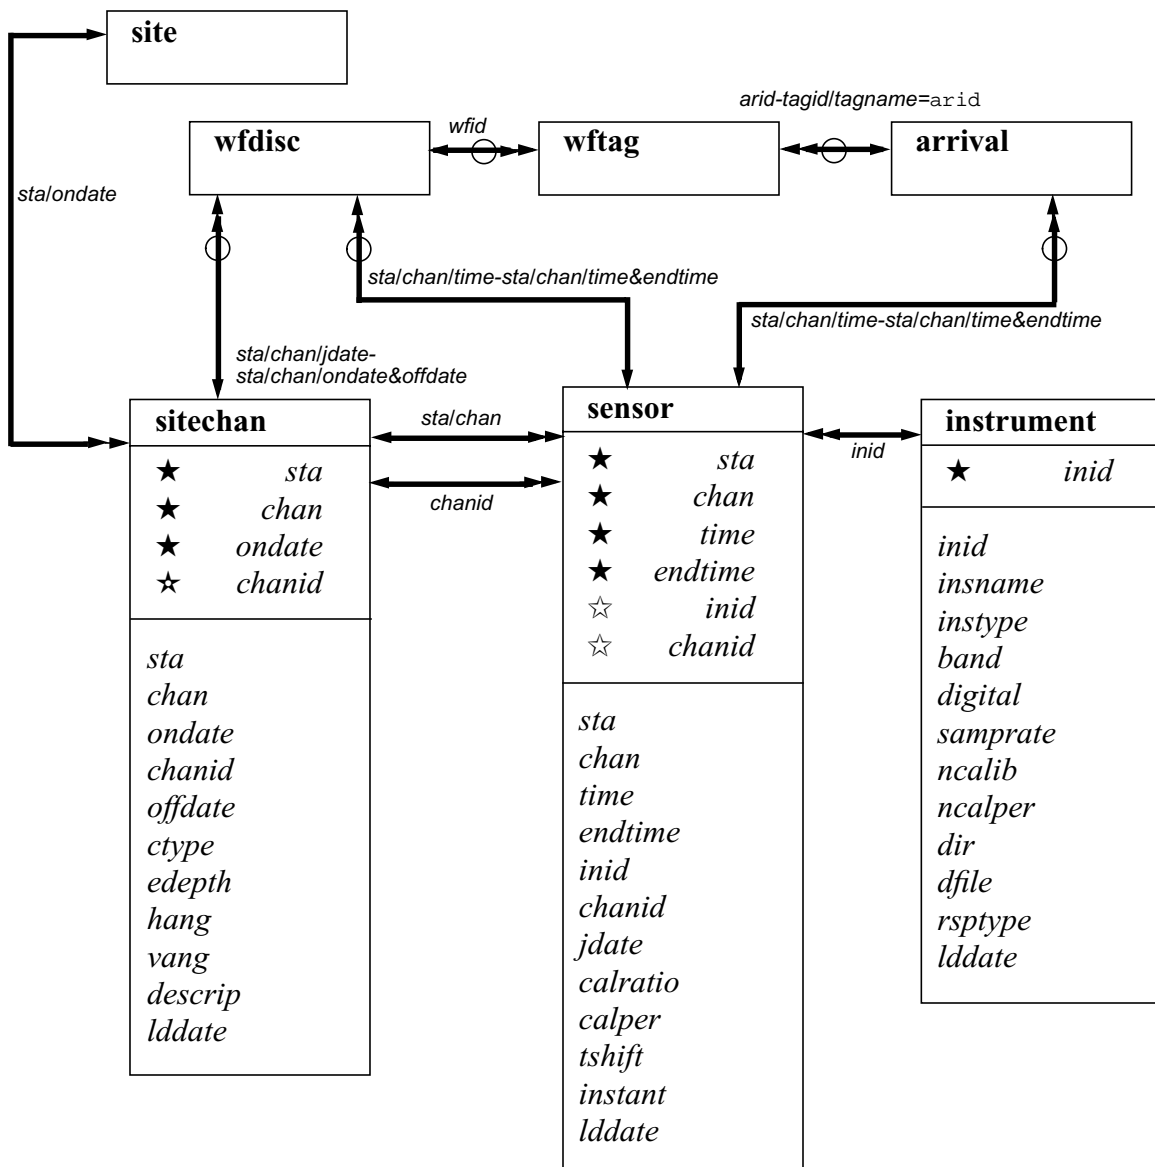 site
arid-tagid/tagname=arid
wfdisc
wfid
wftag
arrival
sta/ondate
sta/chan/time-sta/chan/time&endtime
sta/chan/time-sta/chan/time&endtime
sta/chan/jdate-
sta/chan/ondate&offdate
sitechan
★ sta
★ chan
★ ondate
☆ chanid
sta
chan
ondate
chanid
offdate
ctype
edepth
hang
vang
descrip
lddate
sta/chan
chanid
sensor
★ sta
★ chan
★ time
★ endtime
☆ inid
☆ chanid
sta
chan
time
endtime
inid
chanid
jdate
calratio
calper
tshift
instant
lddate
inid
instrument
★ inid
inid
insname
instype
band
digital
samprate
ncalib
ncalper
dir
dfile
rsptype
lddate